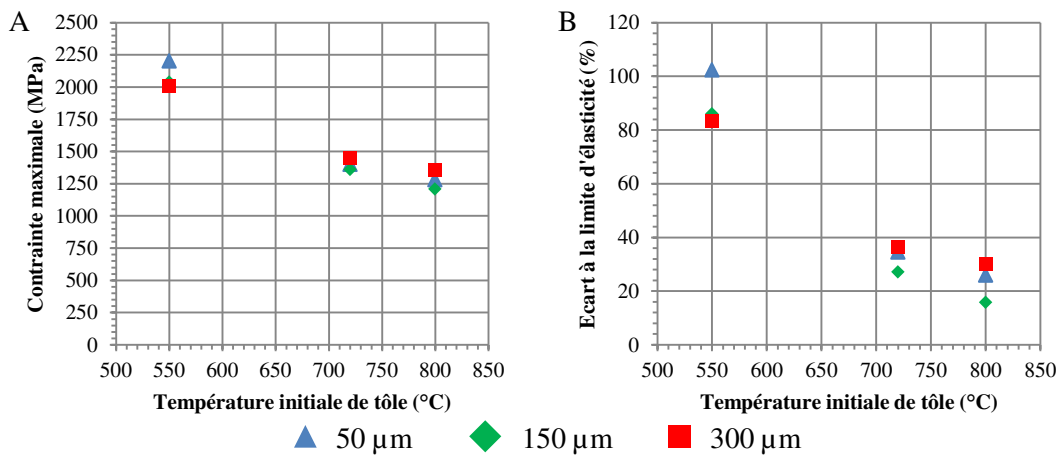 A
Contrainte maximale (MPa)
2500
2250
2000
1750
1500
1250
1000
750
500
250
0
500 550 600 650 700 750 800 850
Température initiale de tôle (°C)
B
Ecart à la limite d'élasticité (%)
120
100
80
60
40
20
0
500 550 600 650 700 750 800 850
Température initiale de tôle (°C)
50 µm 150 µm 300 µm